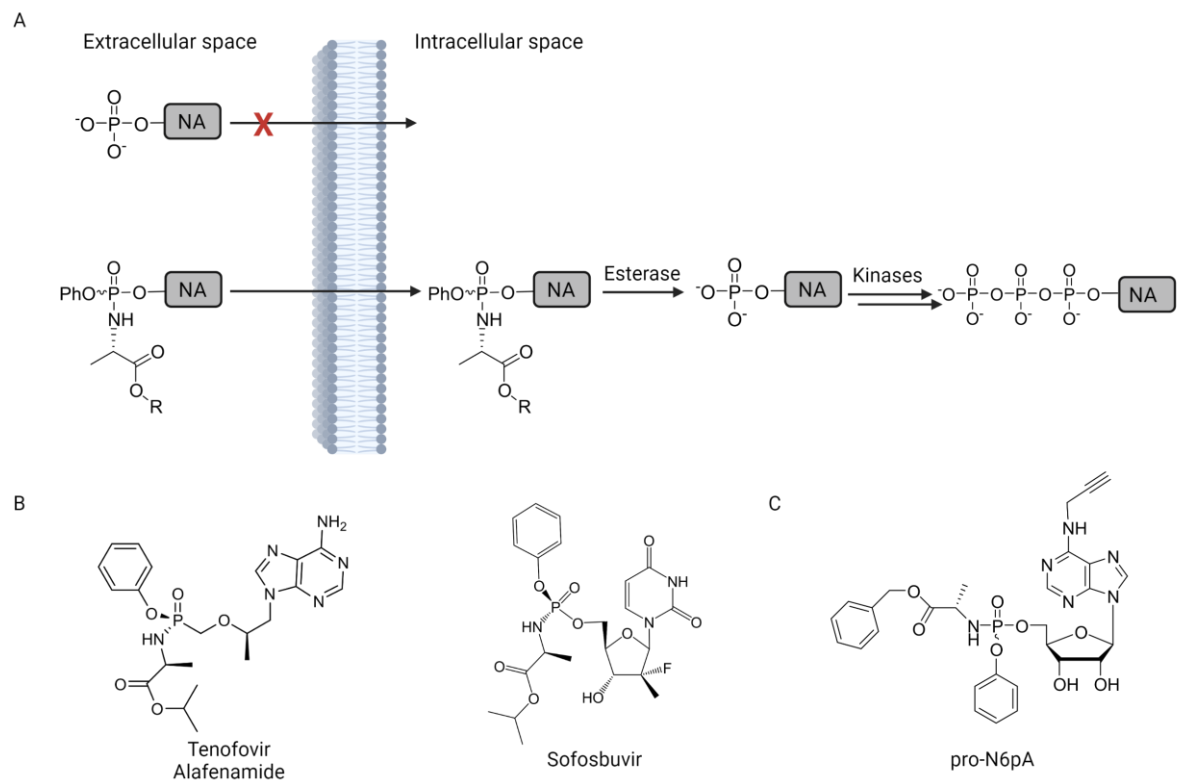 A
Extracellular space
Intracellular space
O
-O P O NA
O-
X
O
PhO P O NA
NH
O
O
R
O
PhO P O NA
NH
O
O
R
Esterase
O
-O P O NA
O-
Kinases
O O O
-O P O P O P O NA
O- O- O-
B
NH2
N N
N N
O O
P O
HN
O
O
Tenofovir
Alafenamide
O
NH
N O
O O
P O O
HN
F
HO
O
O
Sofosbuvir
C
HN
N N
N N
O
O
O
N P O O
H O
OH OH
pro-N6pA